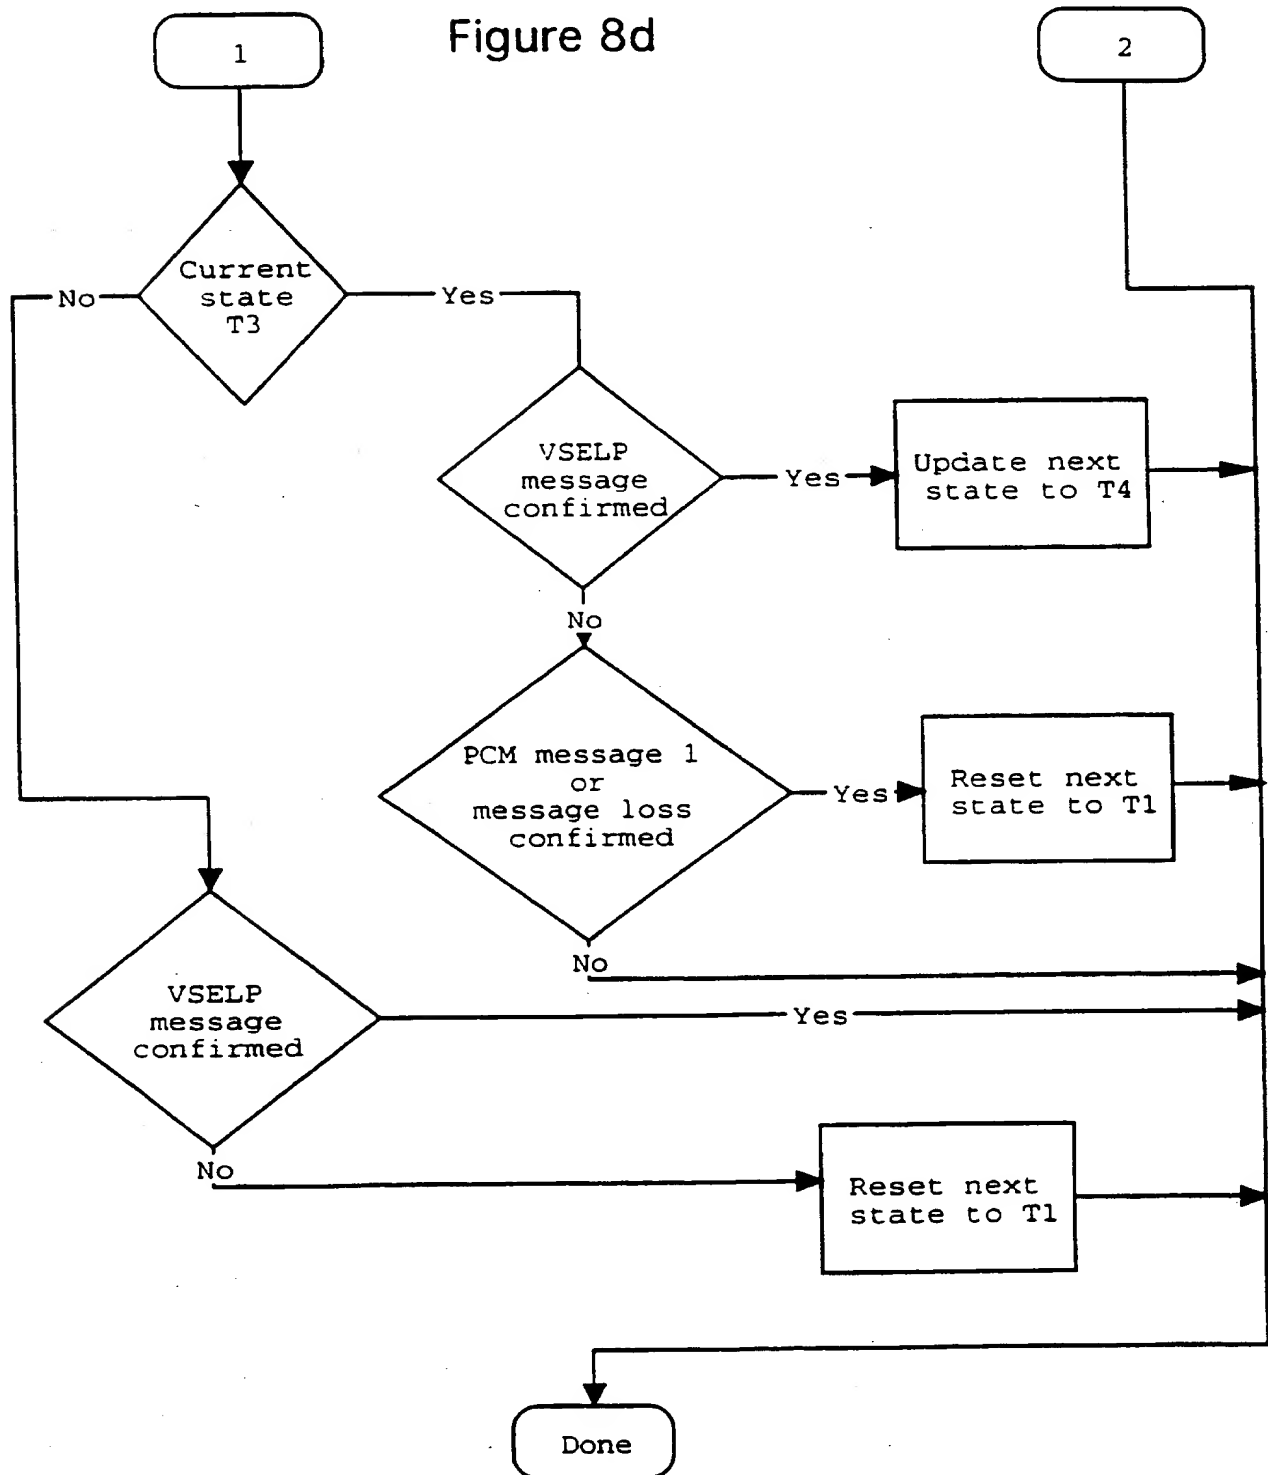 Figure 8d
1
2
Current
state
T3
No
Yes
VSELP
message
confirmed
Yes
Update next
state to T4
No
PCM message 1
or
message loss
confirmed
Yes
Reset next
state to T1
No
VSELP
message
confirmed
Yes
No
Reset next
state to T1
Done